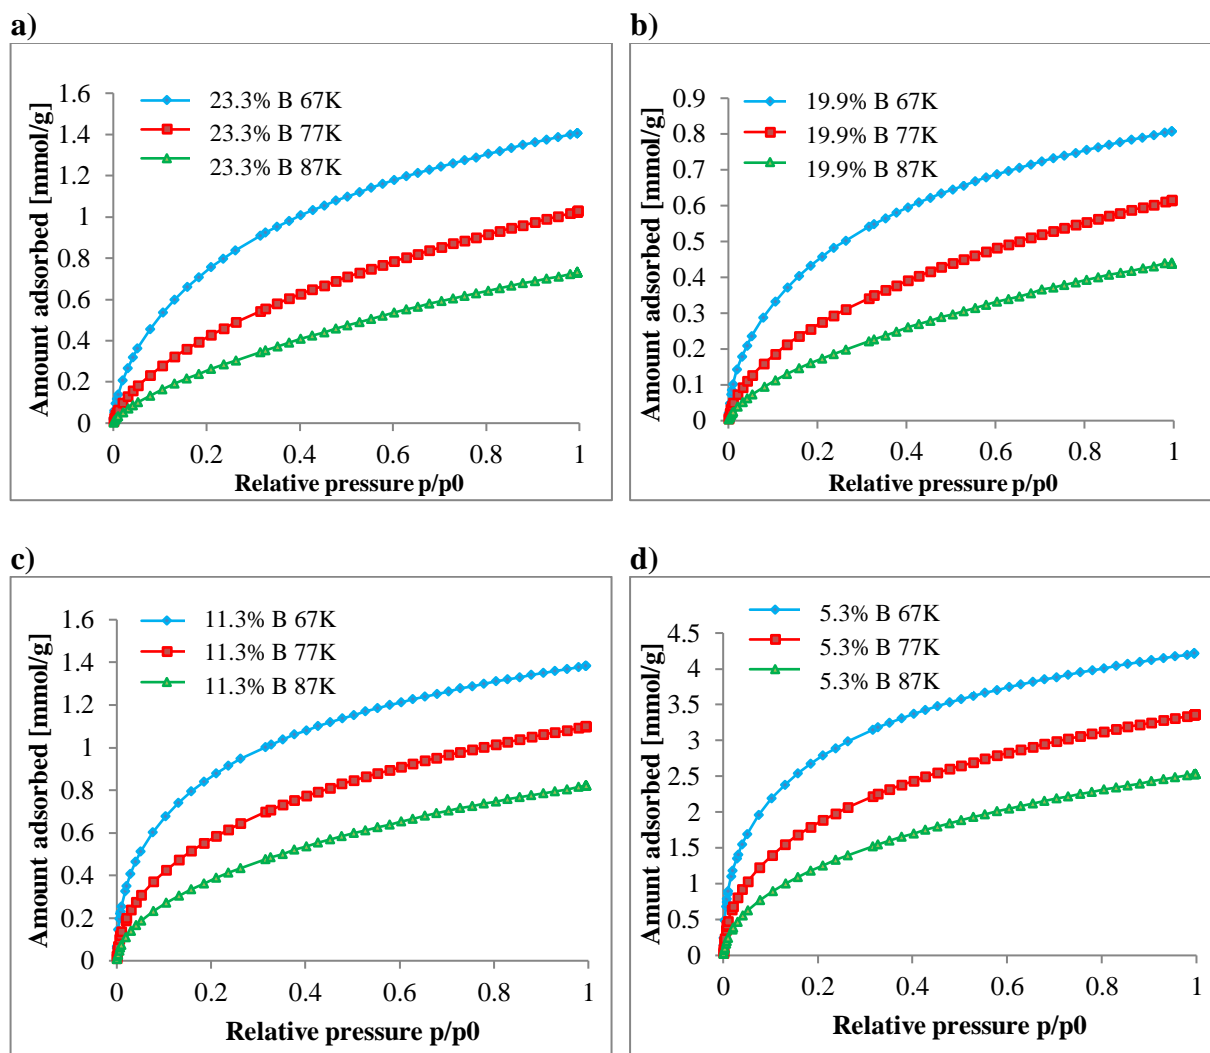 a)
Amount adsorbed [mmol/g]
1.6
1.4
1.2
1
0.8
0.6
0.4
0.2
0
23.3% B 67K
23.3% B 77K
23.3% B 87K
0 0.2 0.4 0.6 0.8 1
Relative pressure p/p0
b)
Amount adsorbed [mmol/g]
0.9
0.8
0.7
0.6
0.5
0.4
0.3
0.2
0.1
0
19.9% B 67K
19.9% B 77K
19.9% B 87K
0 0.2 0.4 0.6 0.8 1
Relative pressure p/p0
c)
Amount adsorbed [mmol/g]
1.6
1.4
1.2
1
0.8
0.6
0.4
0.2
0
11.3% B 67K
11.3% B 77K
11.3% B 87K
0 0.2 0.4 0.6 0.8 1
Relative pressure p/p0
d)
Amunt adsorbed [mmol/g]
4.5
4
3.5
3
2.5
2
1.5
1
0.5
0
5.3% B 67K
5.3% B 77K
5.3% B 87K
0 0.2 0.4 0.6 0.8 1
Relative pressure p/p0